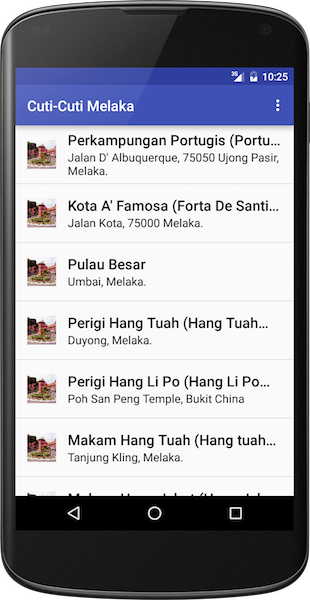 3G 10:25
Cuti-Cuti Melaka
Perkampungan Portugis (Portu...
Jalan D' Albuquerque, 75050 Ujong Pasir,
Melaka.
Kota A' Famosa (Forta De Santi...
Jalan Kota, 75000 Melaka.
Pulau Besar
Umbai, Melaka.
Perigi Hang Tuah (Hang Tuah...
Duyong, Melaka.
Perigi Hang Li Po (Hang Li Po...
Poh San Peng Temple, Bukit China
Makam Hang Tuah (Hang tuah...
Tanjung Kling, Melaka.